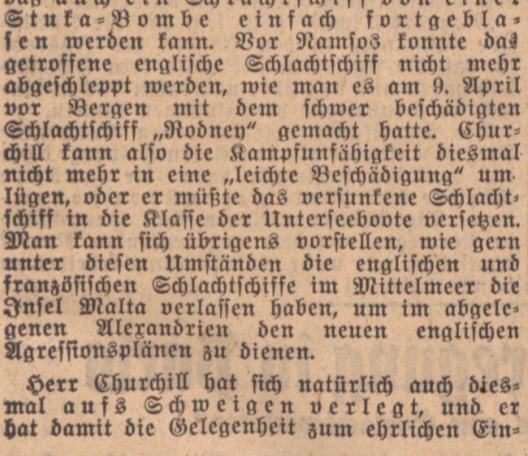 daß auch ein Schlachtschiff von einer
Stuka-Bombe einfach fortgebla-
sen werden kann. Vor Namsos konnte das
getroffene englische Schlachtschiff nicht mehr
abgeschleppt werden, wie man es am 9. April
vor Bergen mit dem schwer beschädigten
Schlachtschiff „Rodney“ gemacht hatte. Chur-
chill kann also die Kampfunfähigkeit diesmal
nicht mehr in eine „leichte Beschädigung“ um-
lügen, oder er müßte das versunkene Schlacht-
schiff in die Klasse der Unterseeboote versetzen.
Man kann sich übrigens vorstellen, wie gern
unter diesen Umständen die englischen und
französischen Schlachtschiffe im Mittelmeer die
Insel Malta verlassen haben, um im abgele-
genen Alexandrien den neuen englischen
Agressionsplänen zu dienen.
Herr Churchill hat sich natürlich auch dies-
mal aufs Schweigen verlegt, und er
hat damit die Gelegenheit zum ehrlichen Ein-